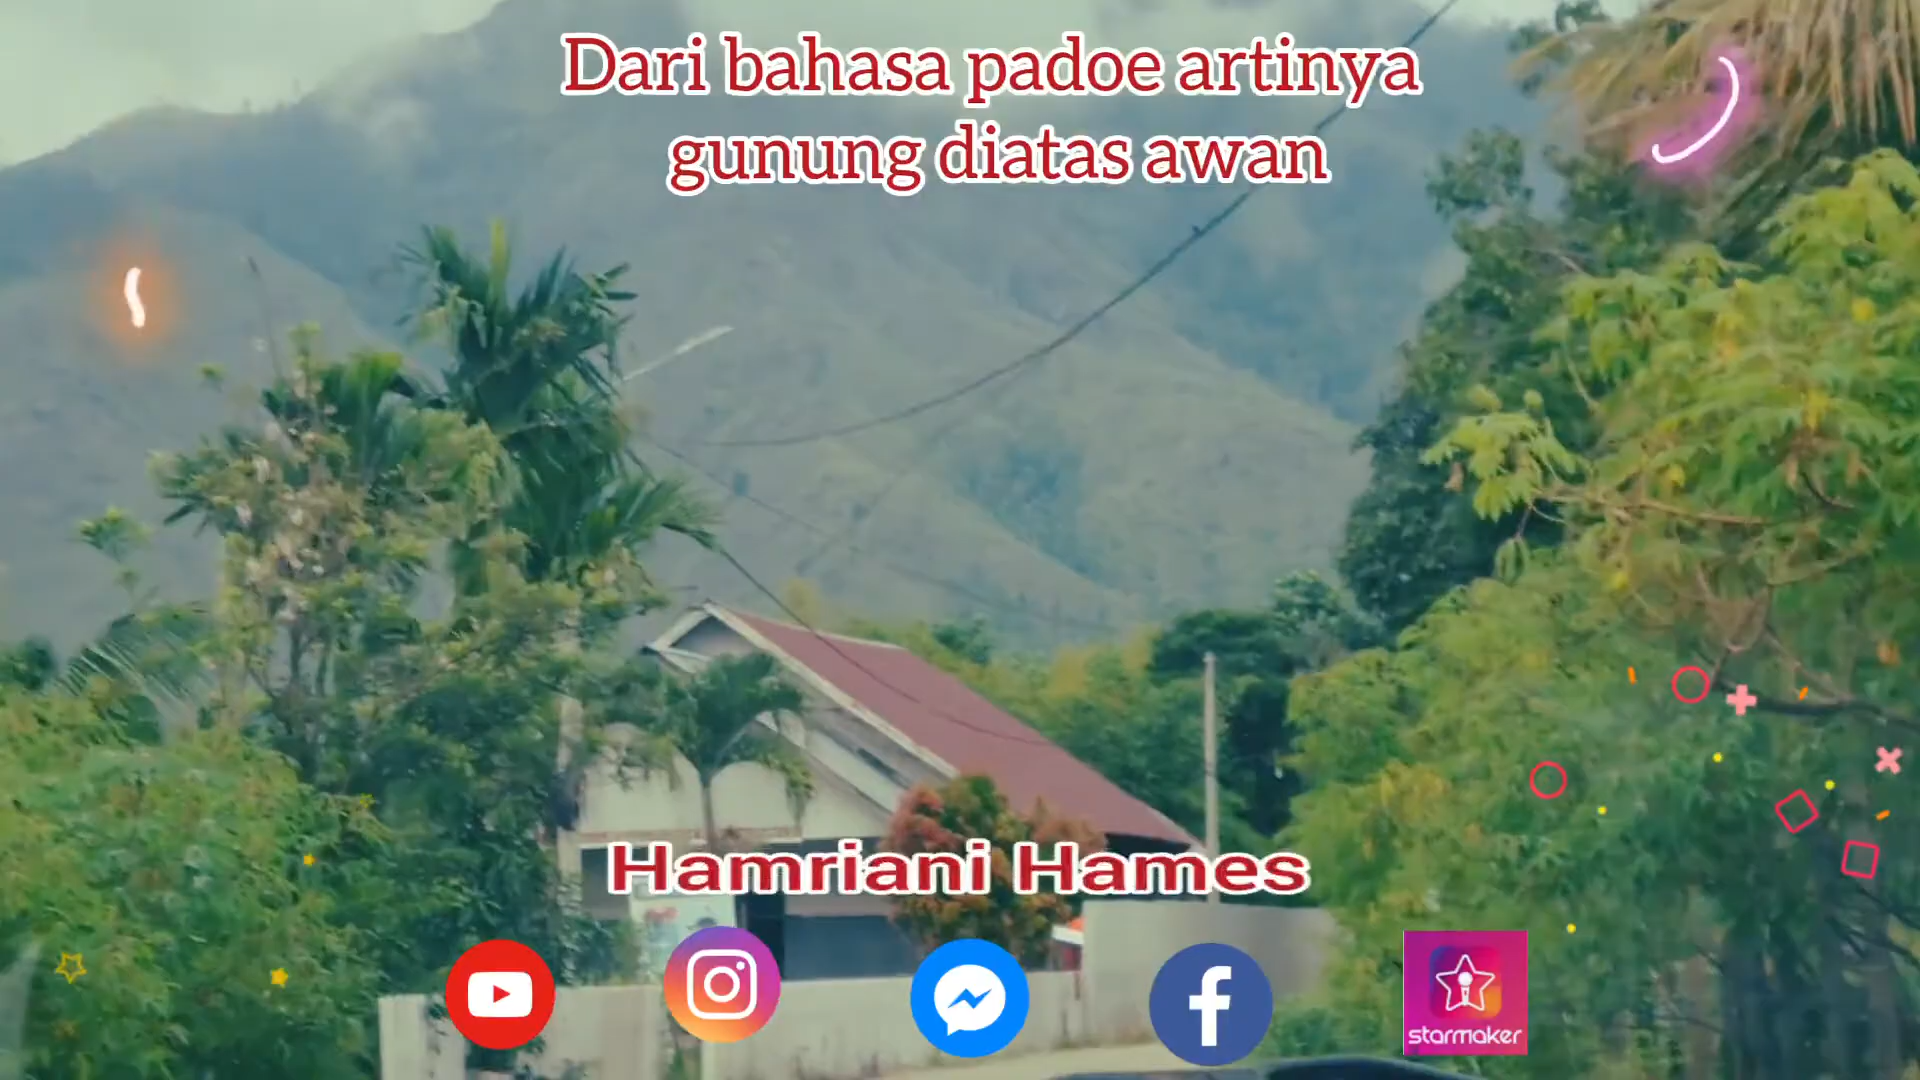 Dari bahasa padoe artinya
gunung diatas awan
Hamriani Hames
starmaker